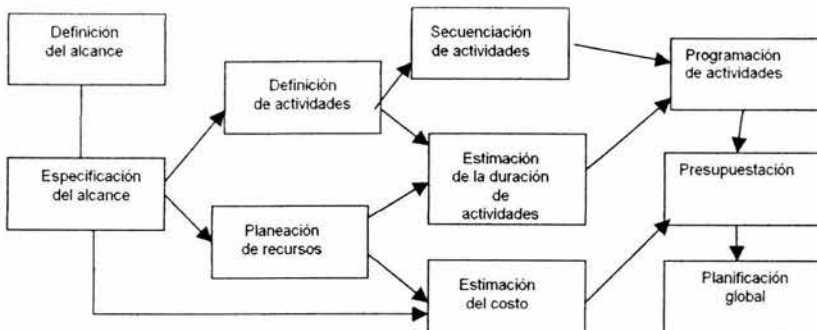 Definición
del alcance
Especificación
del alcance
Definición
de actividades
Planeación
de recursos
Secuenciación
de actividades
Estimación
de la duración
de
actividades
Estimación
del costo
Programación
de actividades
Presupuestación
Planificación
global